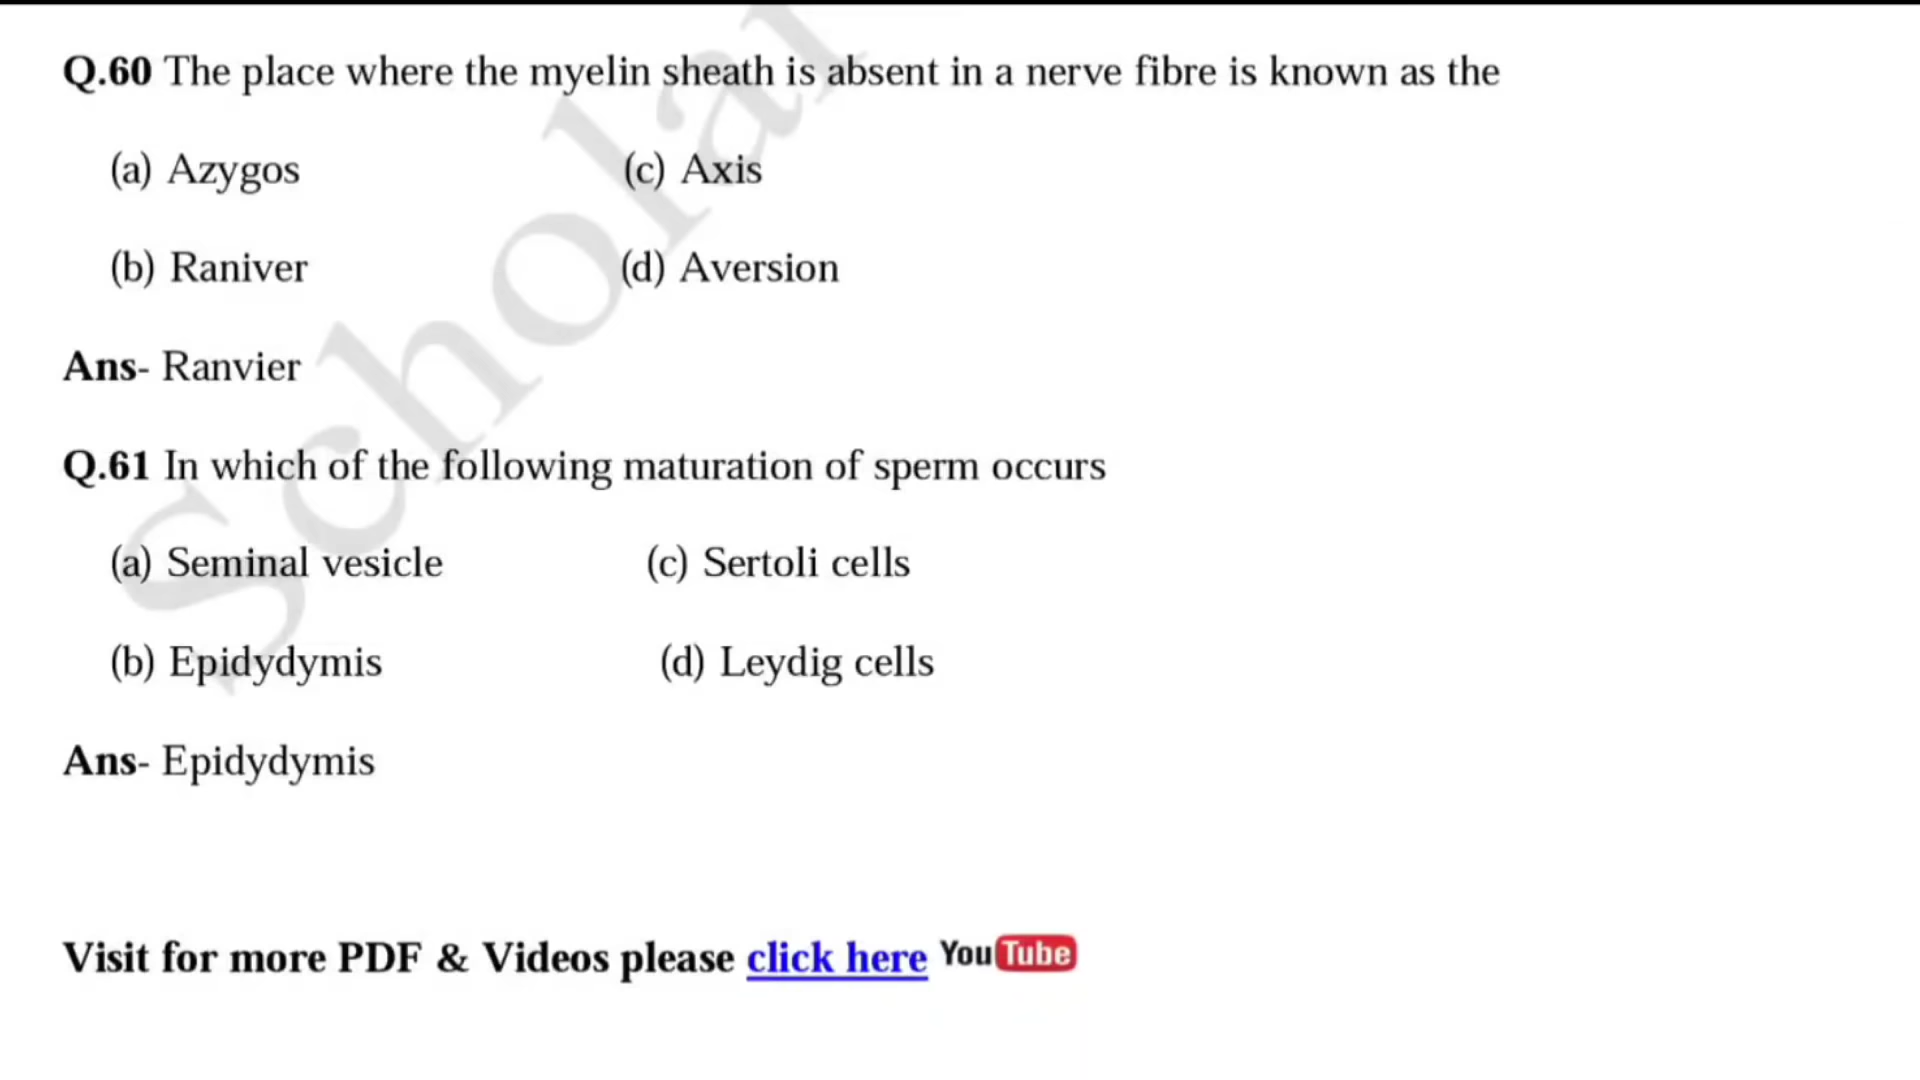 Q.60 The place where the myelin sheath is absent in a nerve fibre is known as the
(a) Azygos (c) Axis
(b) Raniver (d) Aversion
Ans- Ranvier
Q.61 In which of the following maturation of sperm occurs
(a) Seminal vesicle (c) Sertoli cells
(b) Epidydymis (d) Leydig cells
Ans- Epidydymis
Visit for more PDF & Videos please click here YouTube
Scholar